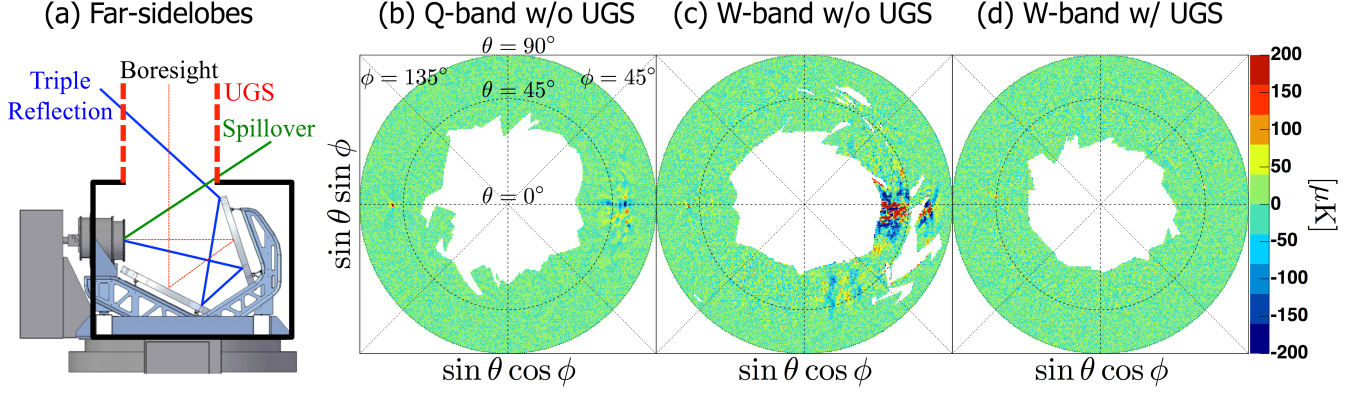 (a) Far-sidelobes
(b) Q-band w/o UGS
(c) W-band w/o UGS
(d) W-band w/ UGS
Triple
Reflection
Boresight
UGS
Spillover
θ = 90°
ϕ = 135°
ϕ = 45°
θ = 45°
θ = 0°
sin θ sin ϕ
sin θ cos ϕ
sin θ cos ϕ
sin θ cos ϕ
200
150
100
50
0
-50
-100
-150
-200
[μK]